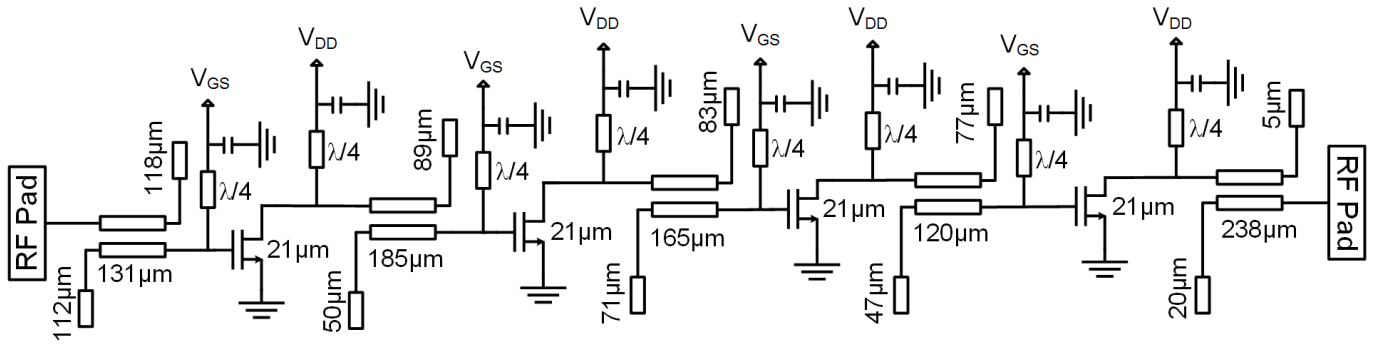 RF Pad
118µm
112µm
131µm
V_GS
λ/4
21µm
V_DD
λ/4
89µm
50µm
185µm
V_GS
λ/4
21µm
V_DD
λ/4
83µm
71µm
165µm
V_GS
λ/4
21µm
V_DD
λ/4
77µm
47µm
120µm
V_GS
λ/4
21µm
V_DD
λ/4
5µm
20µm
238µm
RF Pad